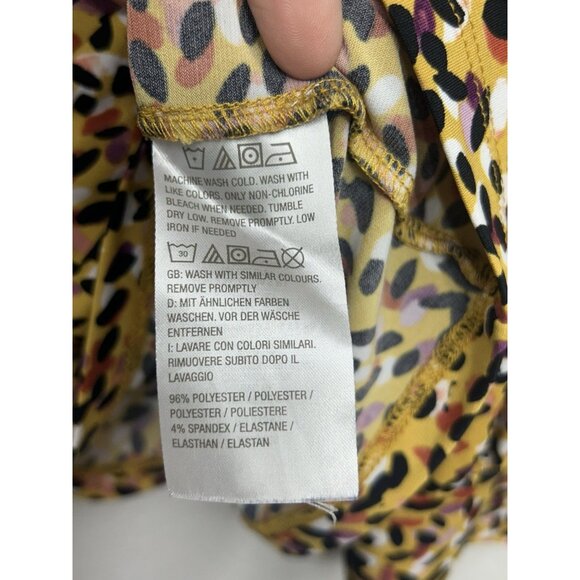 MACHINE WASH COLD. WASH WITH
LIKE COLORS. ONLY NON-CHLORINE
BLEACH WHEN NEEDED. TUMBLE
DRY LOW. REMOVE PROMPTLY. LOW
IRON IF NEEDED
30
GB: WASH WITH SIMILAR COLOURS.
REMOVE PROMPTLY
D: MIT ÄHNLICHEN FARBEN
WASCHEN. VOR DER WÄSCHE
ENTFERNEN
I: LAVARE CON COLORI SIMILARI.
RIMUOVERE SUBITO DOPO IL
LAVAGGIO
96% POLYESTER / POLYESTER /
POLYESTER / POLIESTERE
4% SPANDEX / ELASTANE /
ELASTHAN / ELASTAN